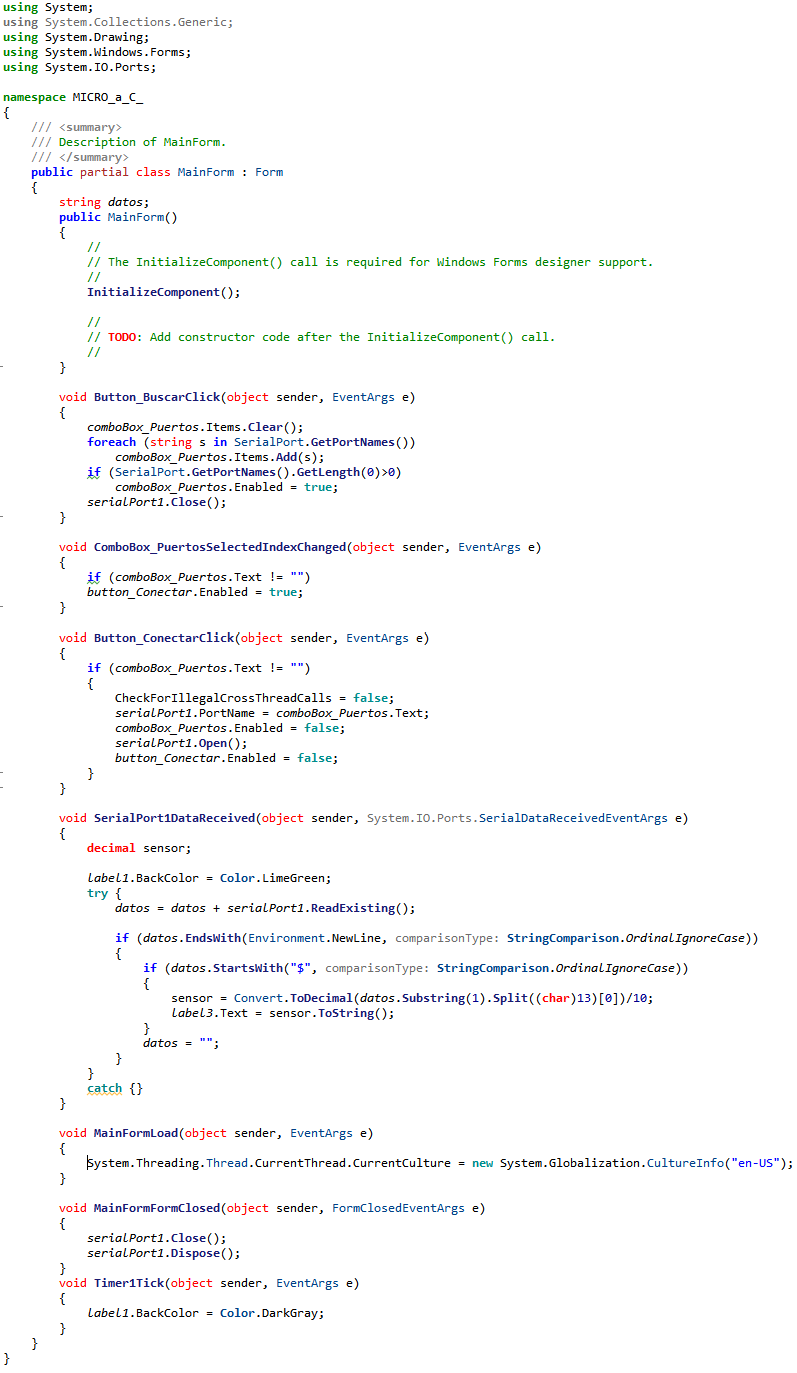 using System;
using System.Collections.Generic;
using System.Drawing;
using System.Windows.Forms;
using System.IO.Ports;

namespace MICRO_a_C_
{
    /// <summary>
    /// Description of MainForm.
    /// </summary>
    public partial class MainForm : Form
    {
        string datos;
        public MainForm()
        {
            //
            // The InitializeComponent() call is required for Windows Forms designer support.
            //
            InitializeComponent();

            //
            // TODO: Add constructor code after the InitializeComponent() call.
            //
        }

        void Button_BuscarClick(object sender, EventArgs e)
        {
            comboBox_Puertos.Items.Clear();
            foreach (string s in SerialPort.GetPortNames())
                comboBox_Puertos.Items.Add(s);
            if (SerialPort.GetPortNames().GetLength(0)>0)
                comboBox_Puertos.Enabled = true;
            serialPort1.Close();
        }

        void ComboBox_PuertosSelectedIndexChanged(object sender, EventArgs e)
        {
            if (comboBox_Puertos.Text != "")
            button_Conectar.Enabled = true;
        }

        void Button_ConectarClick(object sender, EventArgs e)
        {
            if (comboBox_Puertos.Text != "")
            {
                CheckForIllegalCrossThreadCalls = false;
                serialPort1.PortName = comboBox_Puertos.Text;
                comboBox_Puertos.Enabled = false;
                serialPort1.Open();
                button_Conectar.Enabled = false;
            }
        }

        void SerialPort1DataReceived(object sender, System.IO.Ports.SerialDataReceivedEventArgs e)
        {
            decimal sensor;

            label1.BackColor = Color.LimeGreen;
            try {
                datos = datos + serialPort1.ReadExisting();

                if (datos.EndsWith(Environment.NewLine, comparisonType: StringComparison.OrdinalIgnoreCase))
                {
                    if (datos.StartsWith("$", comparisonType: StringComparison.OrdinalIgnoreCase))
                    {
                        sensor = Convert.ToDecimal(datos.Substring(1).Split((char)13)[0])/10;
                        label3.Text = sensor.ToString();
                    }
                    datos = "";
                }
            }
            catch {}
        }

        void MainFormLoad(object sender, EventArgs e)
        {
            System.Threading.Thread.CurrentThread.CurrentCulture = new System.Globalization.CultureInfo("en-US");
        }

        void MainFormFormClosed(object sender, FormClosedEventArgs e)
        {
            serialPort1.Close();
            serialPort1.Dispose();
        }
        void Timer1Tick(object sender, EventArgs e)
        {
            label1.BackColor = Color.DarkGray;
        }
    }
}